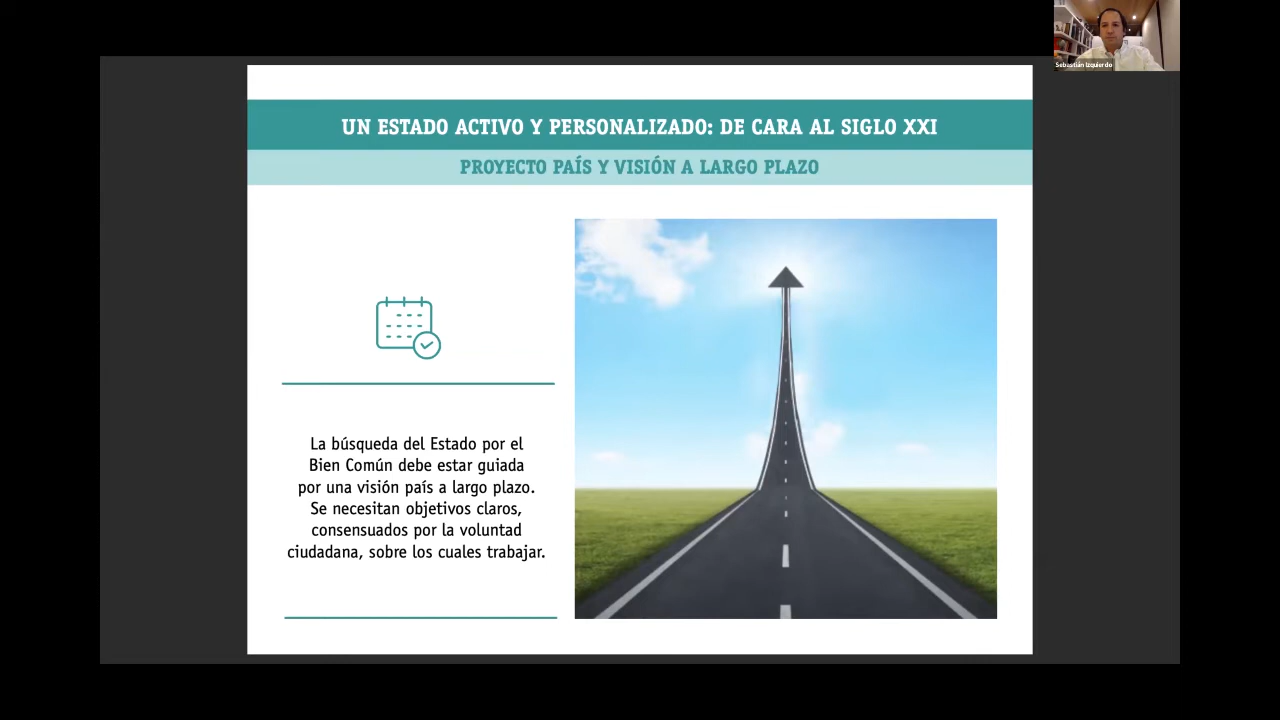 Sebastián Izquierdo
UN ESTADO ACTIVO Y PERSONALIZADO: DE CARA AL SIGLO XXI
PROYECTO PAÍS Y VISIÓN A LARGO PLAZO
La búsqueda del Estado por el
Bien Común debe estar guiada
por una visión país a largo plazo.
Se necesitan objetivos claros,
consensuados por la voluntad
ciudadana, sobre los cuales trabajar.